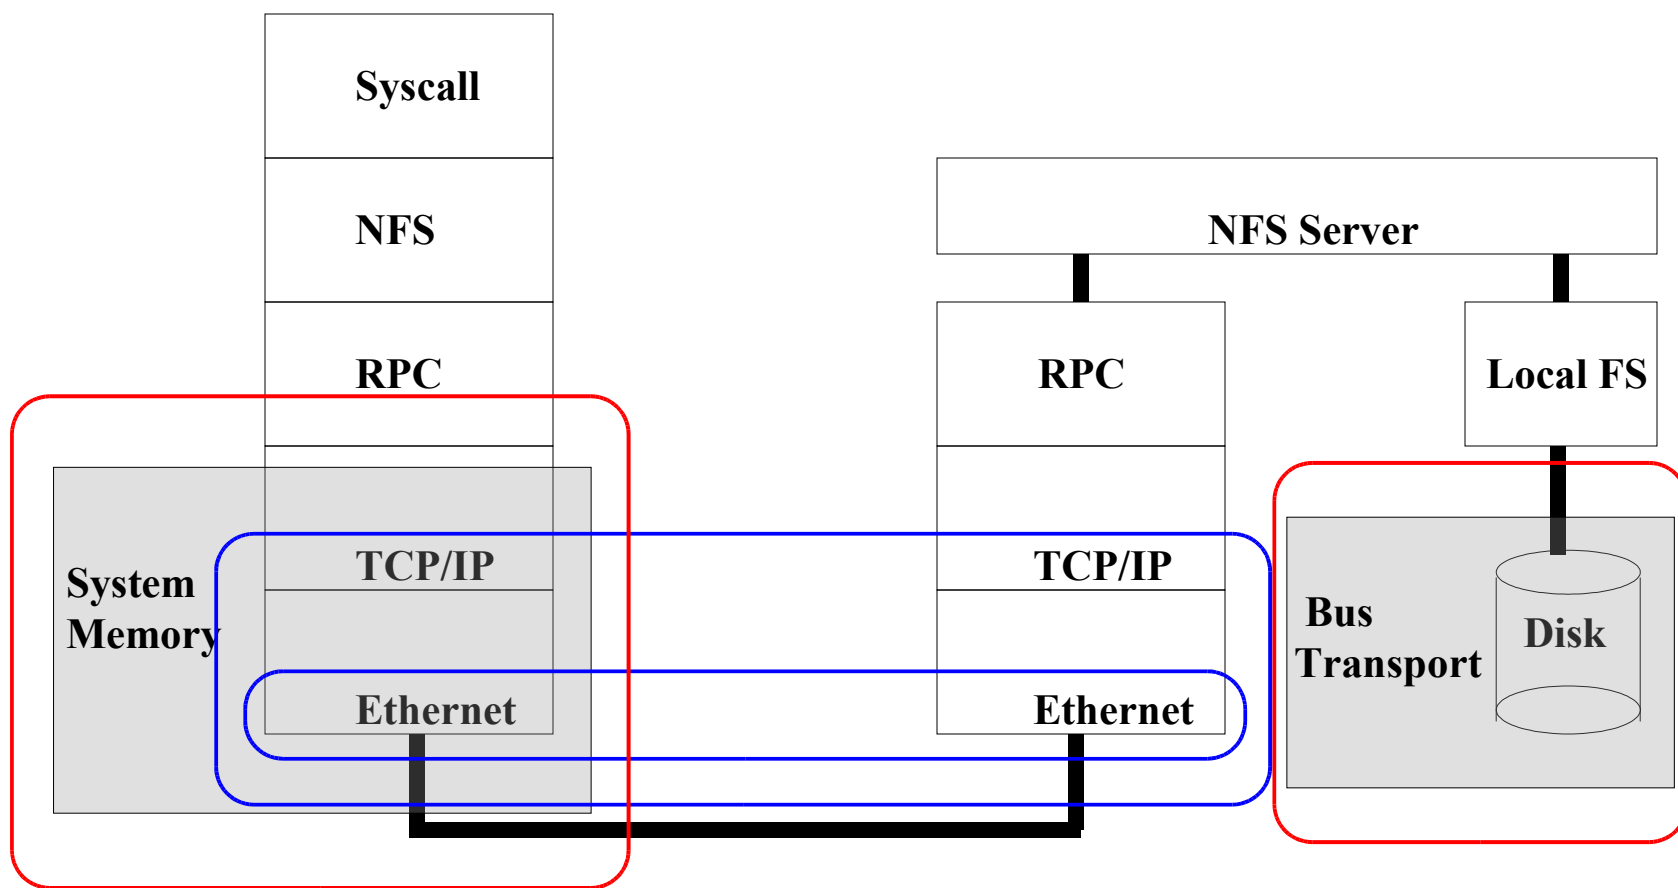 Syscall
NFS
RPC
TCP/IP
System
Memory
Ethernet
NFS Server
RPC
Local FS
TCP/IP
Ethernet
Bus
Transport
Disk